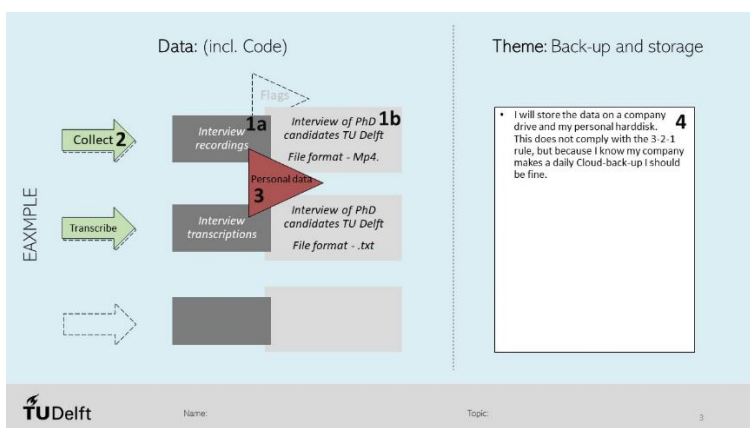 Data: (incl. Code)
Theme: Back-up and storage
EAXMPLE
Flags
Collect 2
Interview
recordings
1a
Interview of PhD
candidates TU Delft
File format - Mp4.
1b
Personal data
3
Transcribe
Interview
transcriptions
Interview of PhD
candidates TU Delft
File format - .txt
• I will store the data on a company
drive and my personal harddisk.
This does not comply with the 3-2-1
rule, but because I know my company
makes a daily Cloud-back-up I should
be fine.
4
TUDelft
Name:
Topic:
3